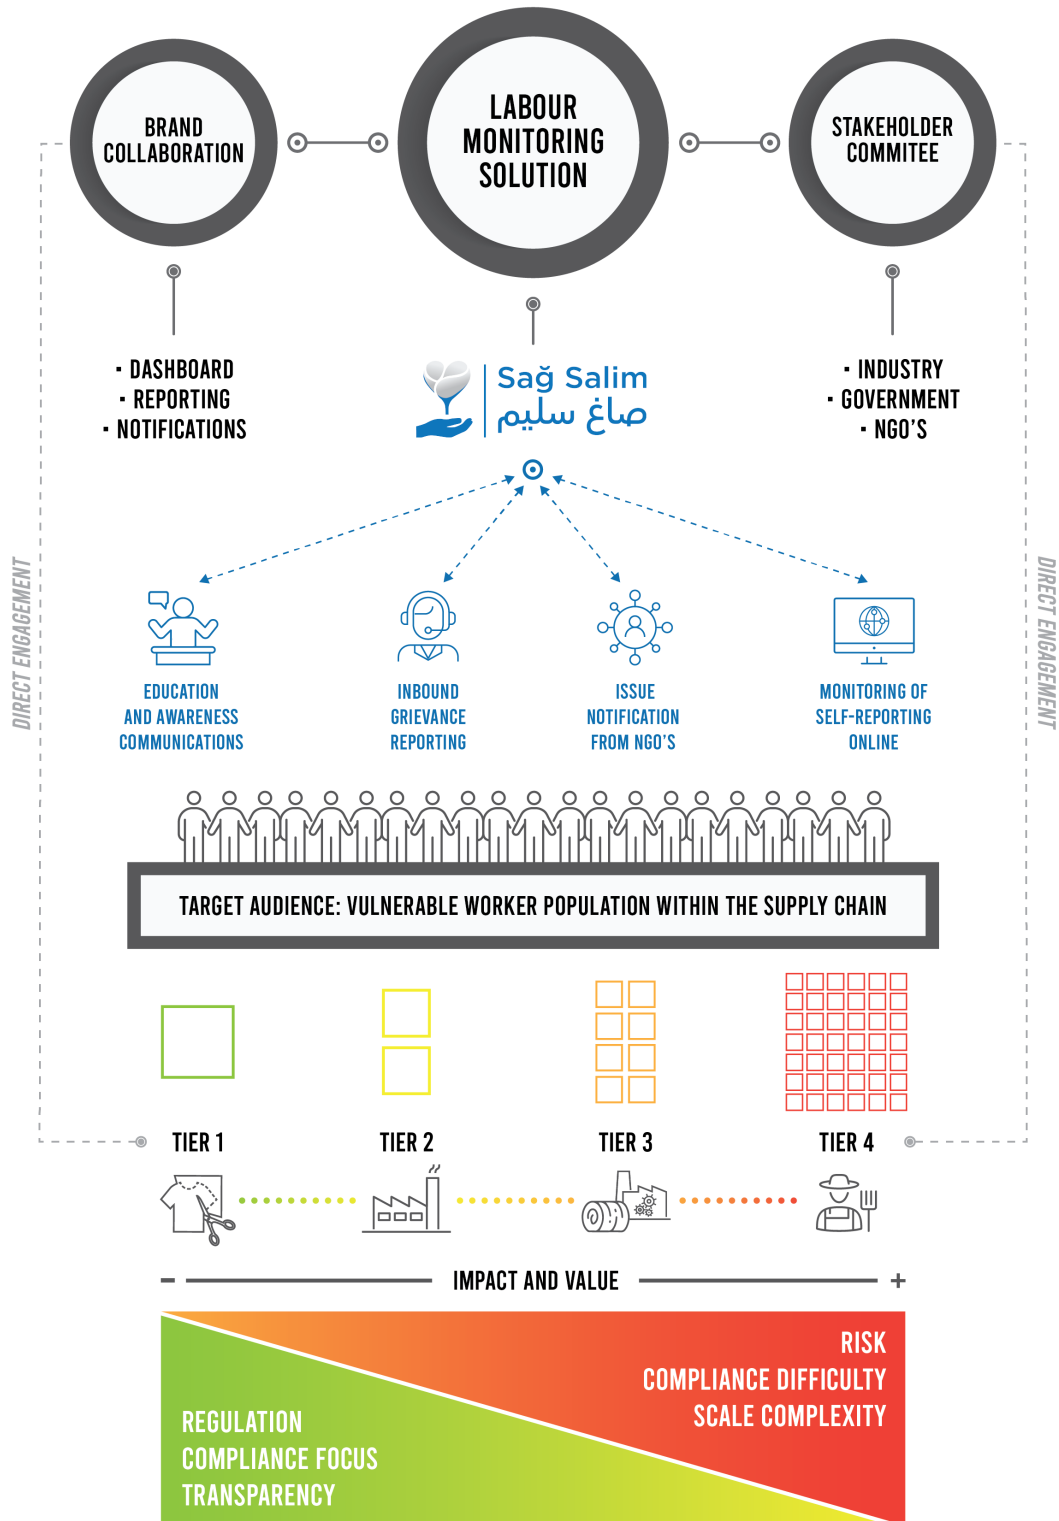 BRAND
COLLABORATION
LABOUR
MONITORING
SOLUTION
STAKEHOLDER
COMMITEE
▪ DASHBOARD
▪ REPORTING
▪ NOTIFICATIONS
Sağ Salim
صاغ سليم
▪ INDUSTRY
▪ GOVERNMENT
▪ NGO'S
DIRECT ENGAGEMENT
DIRECT ENGAGEMENT
EDUCATION
AND AWARENESS
COMMUNICATIONS
INBOUND
GRIEVANCE
REPORTING
ISSUE
NOTIFICATION
FROM NGO'S
MONITORING OF
SELF-REPORTING
ONLINE
TARGET AUDIENCE: VULNERABLE WORKER POPULATION WITHIN THE SUPPLY CHAIN
TIER 1
TIER 2
TIER 3
TIER 4
- IMPACT AND VALUE +
RISK
COMPLIANCE DIFFICULTY
SCALE COMPLEXITY
REGULATION
COMPLIANCE FOCUS
TRANSPARENCY